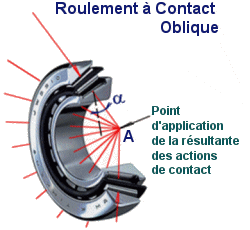 Roulement à Contact
Oblique
α
A
Point
d'application
de la résultante
des actions
de contact